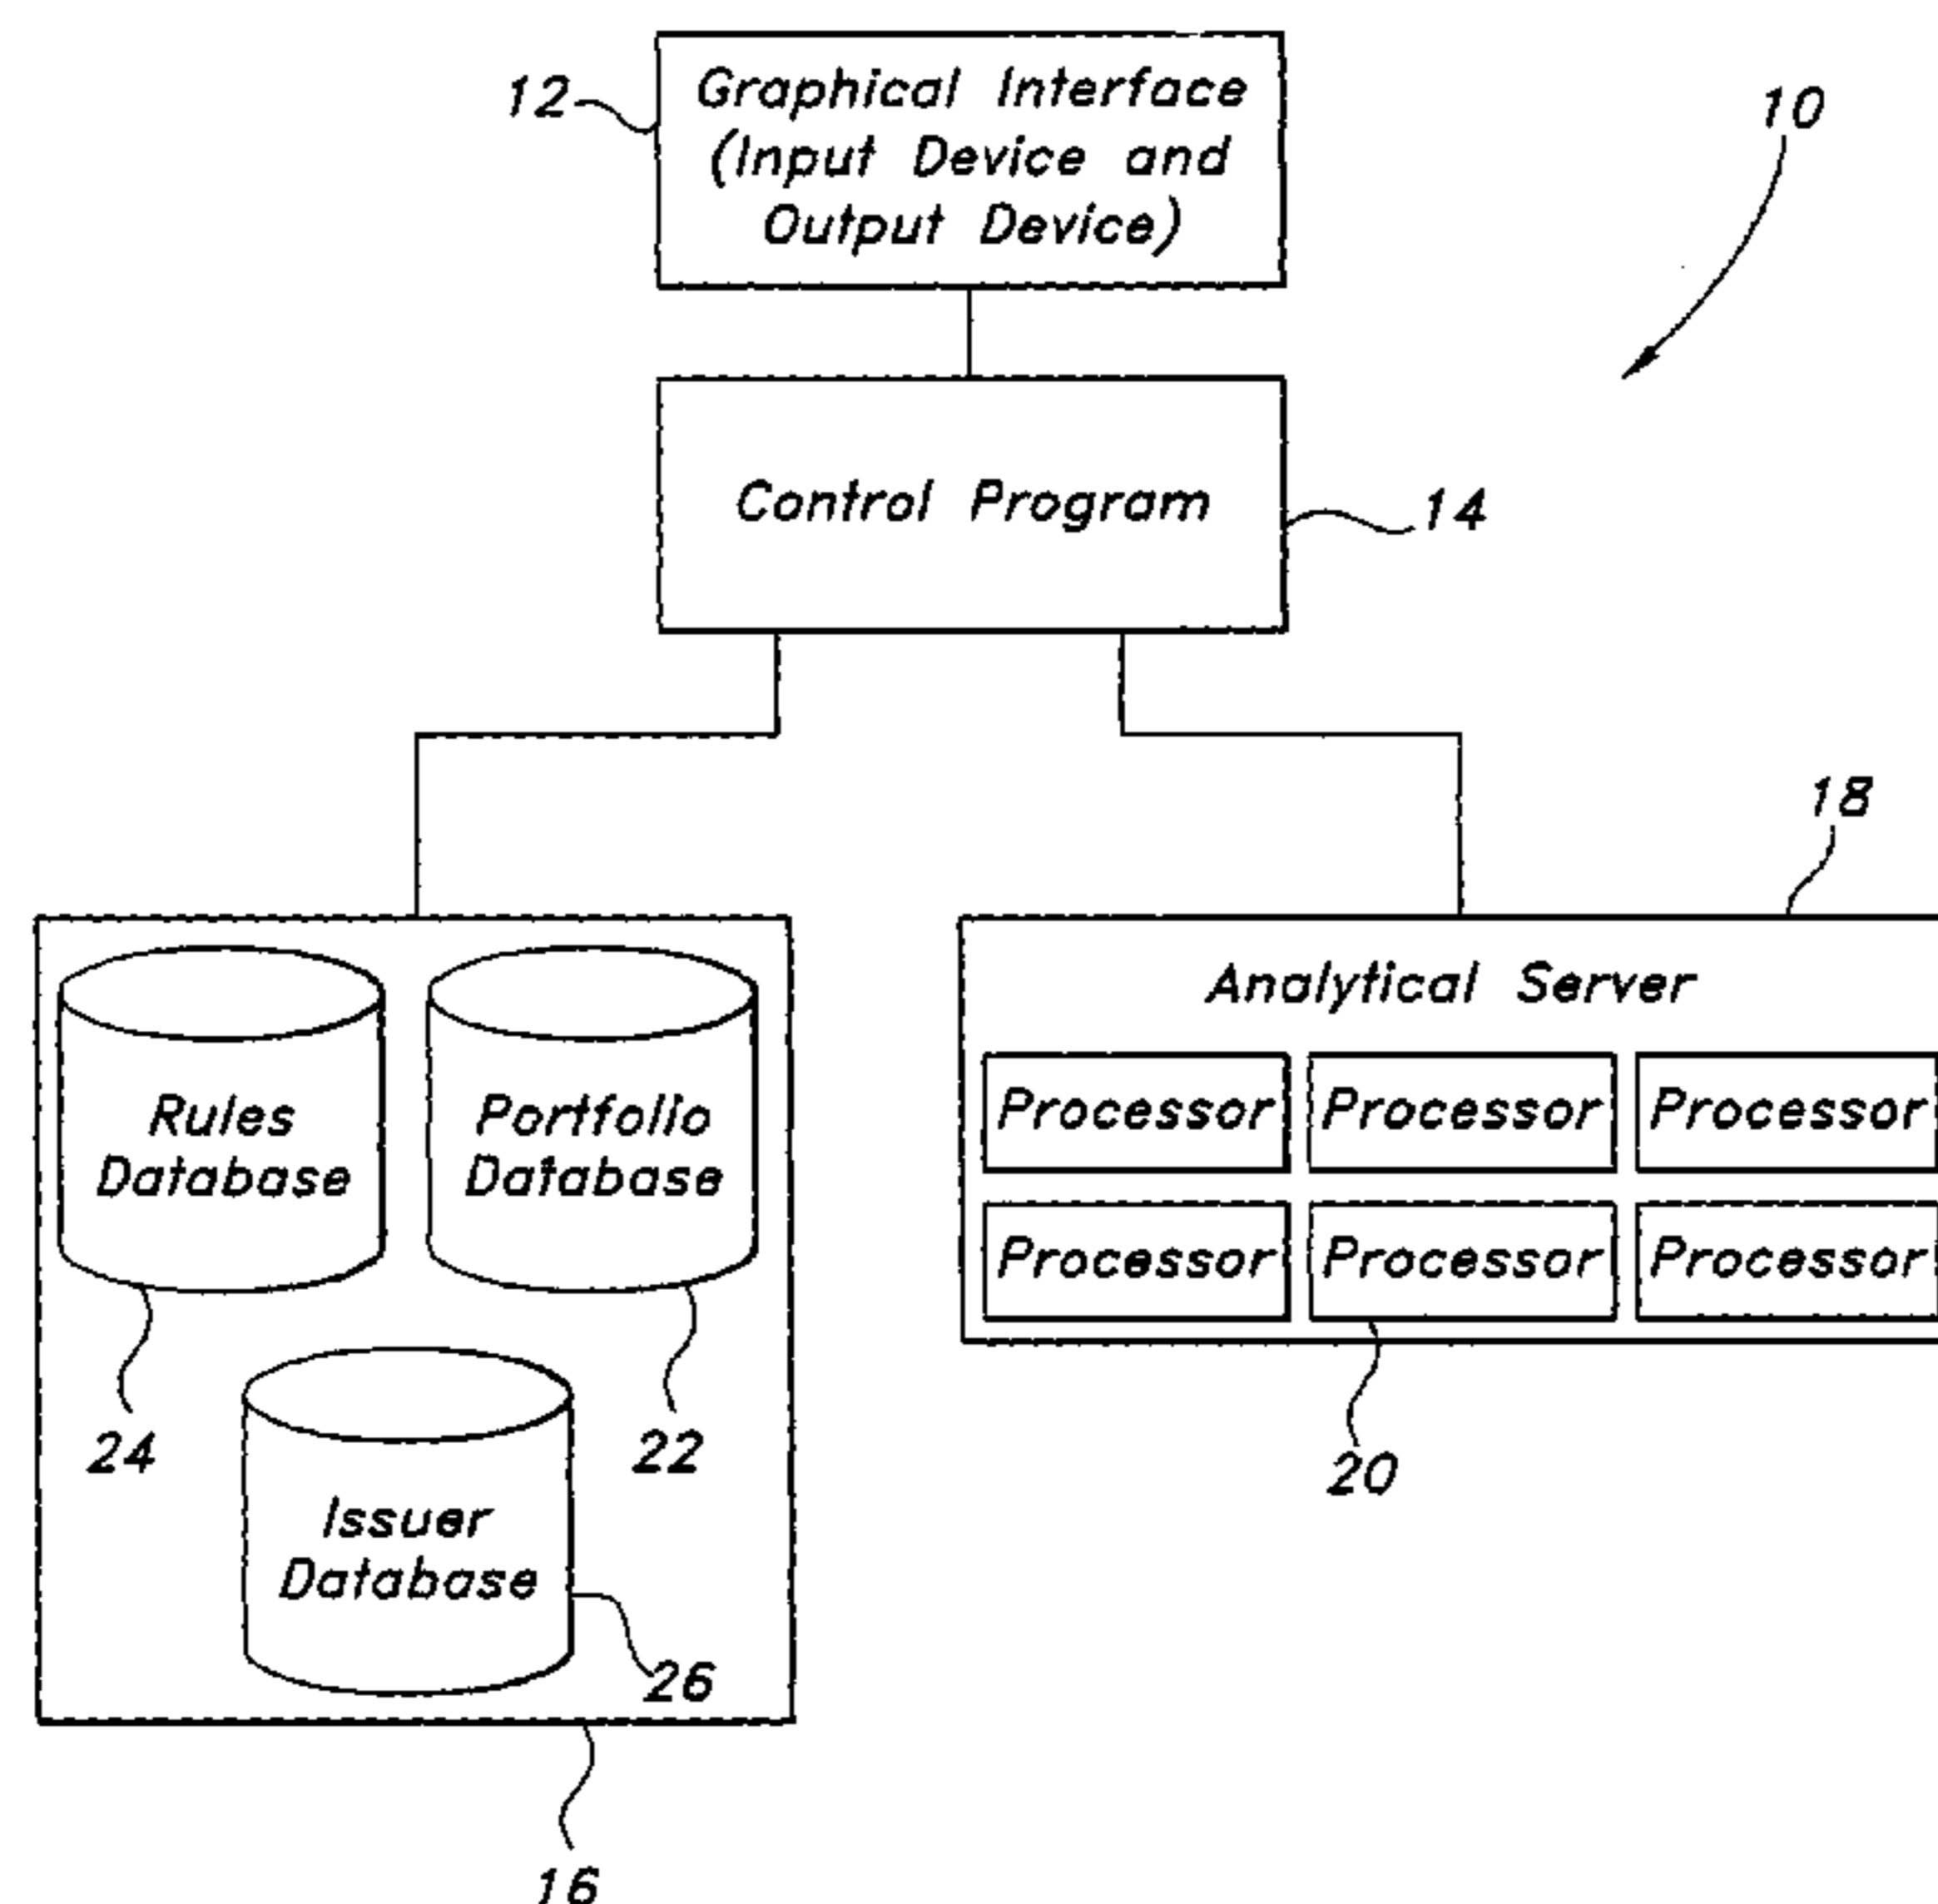 12
Graphical Interface
(Input Device and
Output Device)
10
Control Program
14
18
Analytical Server
Processor Processor Processor
Processor Processor Processor
20
Rules
Database
Portfolio
Database
24
22
Issuer
Database
26
16